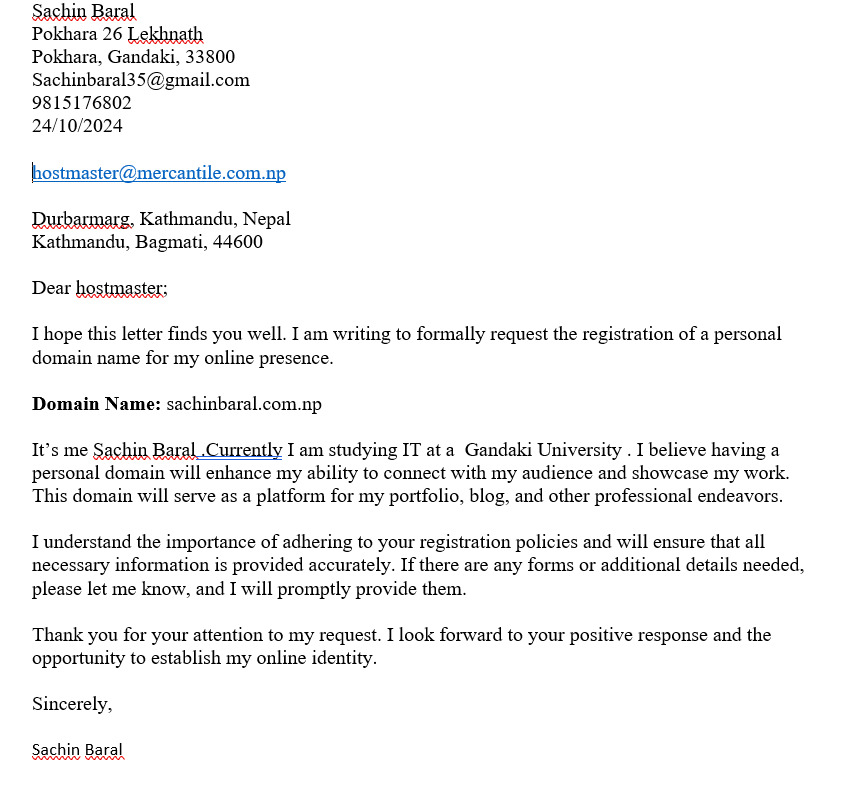 Sachin Baral
Pokhara 26 Lekhnath
Pokhara, Gandaki, 33800
Sachinbaral35@gmail.com
9815176802
24/10/2024
hostmaster@mercantile.com.np
Durbarmarg, Kathmandu, Nepal
Kathmandu, Bagmati, 44600
Dear hostmaster;
I hope this letter finds you well. I am writing to formally request the registration of a personal
domain name for my online presence.
Domain Name: sachinbaral.com.np
It’s me Sachin Baral .Currently I am studying IT at a  Gandaki University . I believe having a
personal domain will enhance my ability to connect with my audience and showcase my work.
This domain will serve as a platform for my portfolio, blog, and other professional endeavors.
I understand the importance of adhering to your registration policies and will ensure that all
necessary information is provided accurately. If there are any forms or additional details needed,
please let me know, and I will promptly provide them.
Thank you for your attention to my request. I look forward to your positive response and the
opportunity to establish my online identity.
Sincerely,
Sachin Baral